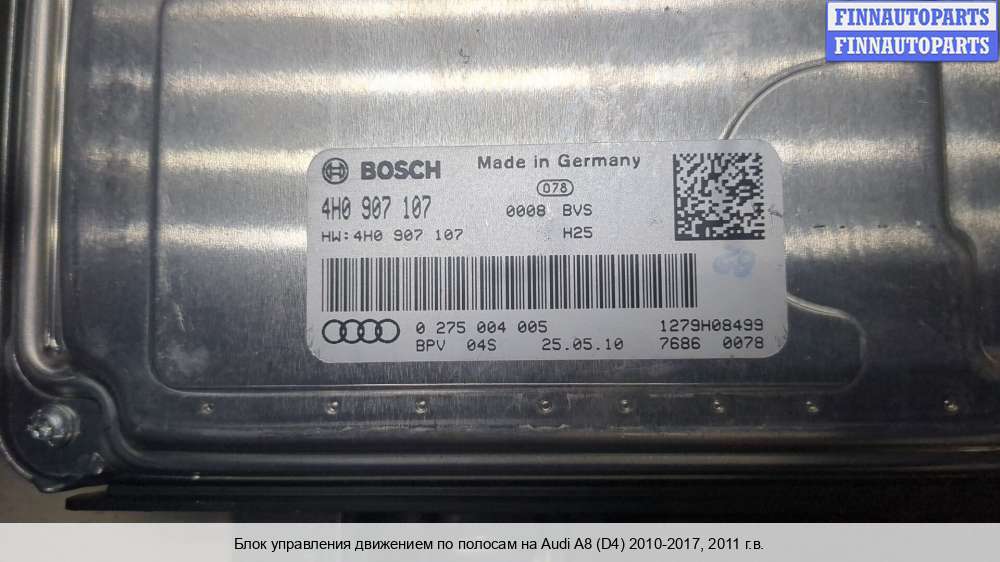 FINNAUTOPARTS
FINNAUTOPARTS
BOSCH Made in Germany
078
4H0 907 107 0008 BVS
HW:4H0 907 107 H25
0 275 004 005 1279H08499
BPV 04S 25.05.10 7686 0078
Блок управления движением по полосам на Audi A8 (D4) 2010-2017, 2011 г.в.